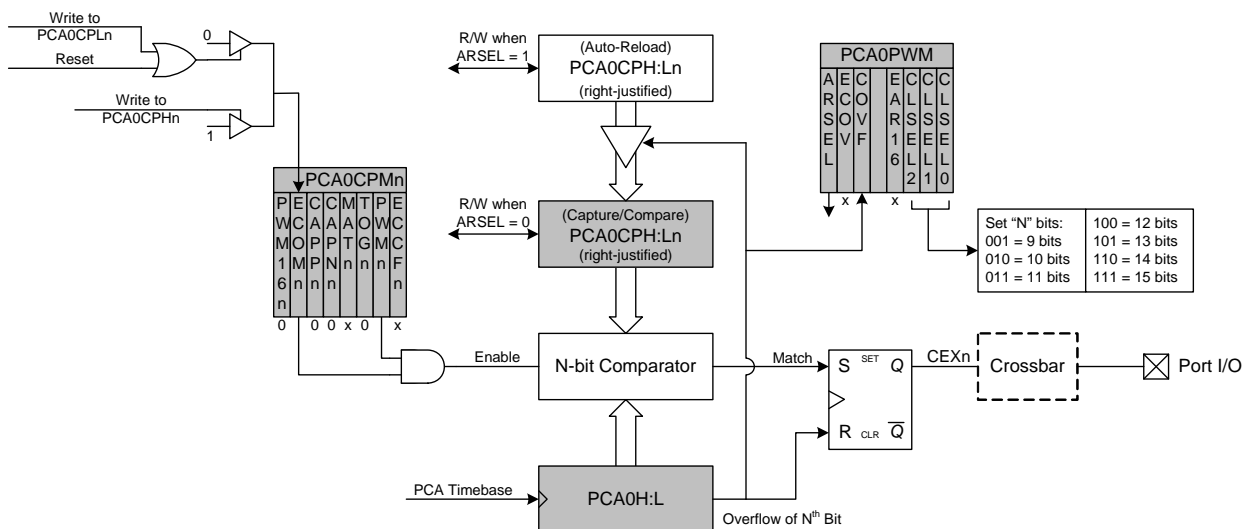 Write to
PCA0CPLn
Reset
0
Write to
PCA0CPHn
1
R/W when
ARSEL = 1
(Auto-Reload)
PCA0CPH:Ln
(right-justified)
PCA0PWM
ARSEL
ECOV
COVF
EAR16
CLSEL2
CLSEL1
CLSEL0
x
x
PCA0CPMn
PWM16n
ECOMn
CAPPn
CAPNn
MATn
TOGn
PWMn
ECCFn
0
0
0
x
0
x
R/W when
ARSEL = 0
(Capture/Compare)
PCA0CPH:Ln
(right-justified)
Set “N” bits:
001 = 9 bits
010 = 10 bits
011 = 11 bits
100 = 12 bits
101 = 13 bits
110 = 14 bits
111 = 15 bits
Enable
N-bit Comparator
Match
S SET Q
R CLR Q
CEXn
Crossbar
Port I/O
PCA Timebase
PCA0H:L
Overflow of Nth Bit